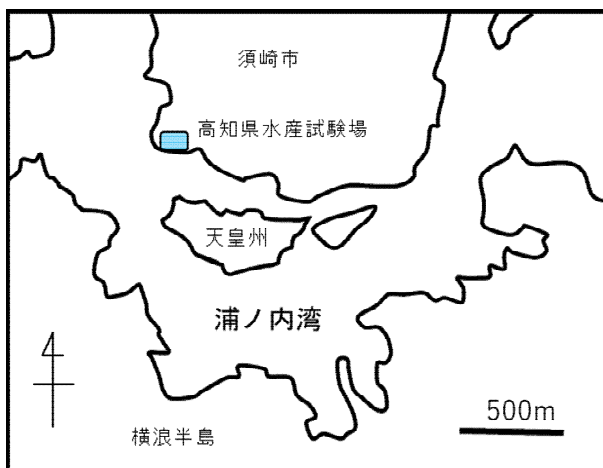 須崎市
高知県水産試験場
天皇州
浦ノ内湾
500m
横浪半島